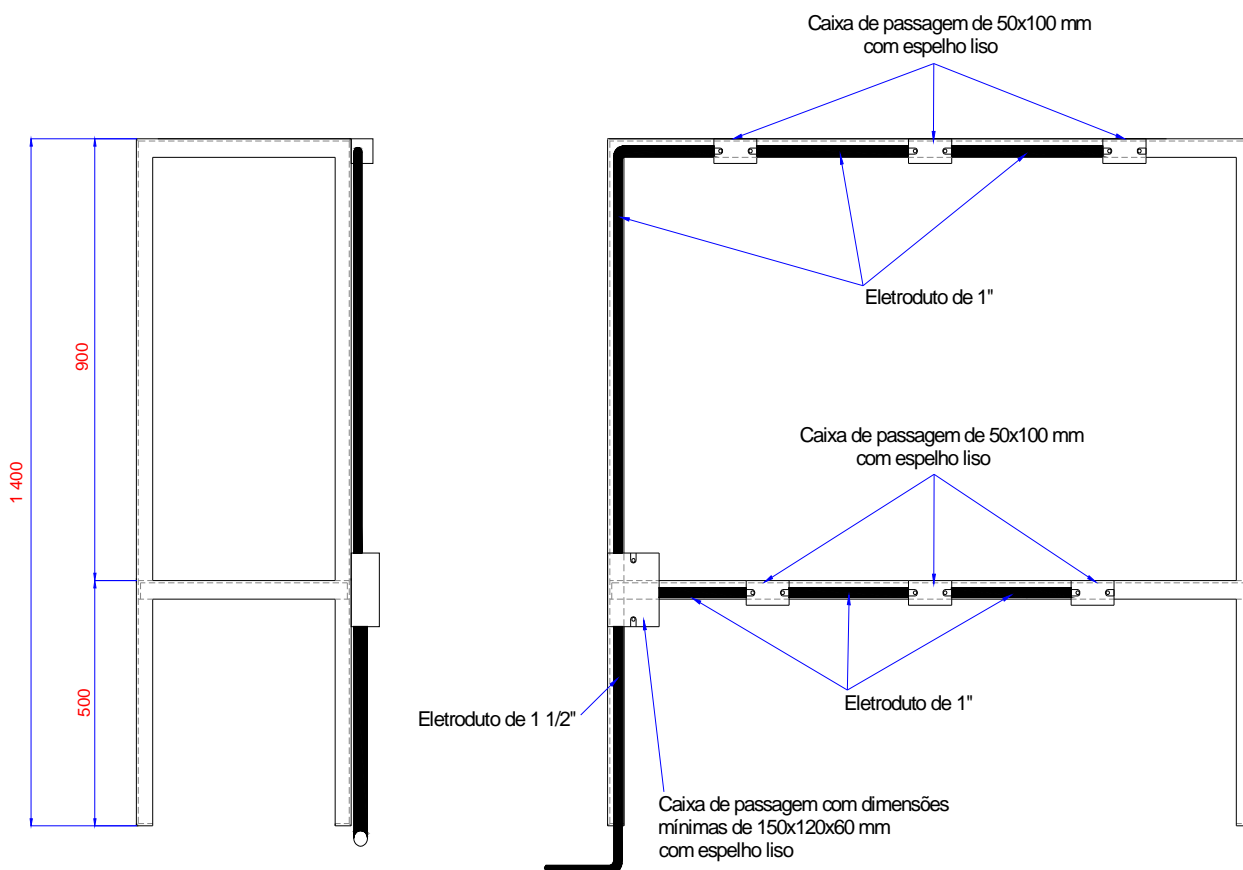 Caixa de passagem de 50x100 mm
com espelho liso
Eletroduto de 1"
900
1 400
Caixa de passagem de 50x100 mm
com espelho liso
500
Eletroduto de 1"
Eletroduto de 1 1/2"
Caixa de passagem com dimensões
mínimas de 150x120x60 mm
com espelho liso